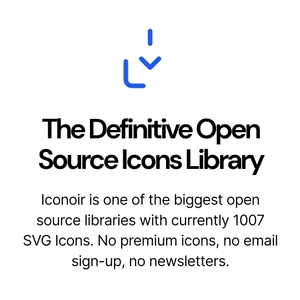 The Definitive Open
Source Icons Library
Iconoir is one of the biggest open
source libraries with currently 1007
SVG Icons. No premium icons, no email
sign-up, no newsletters.